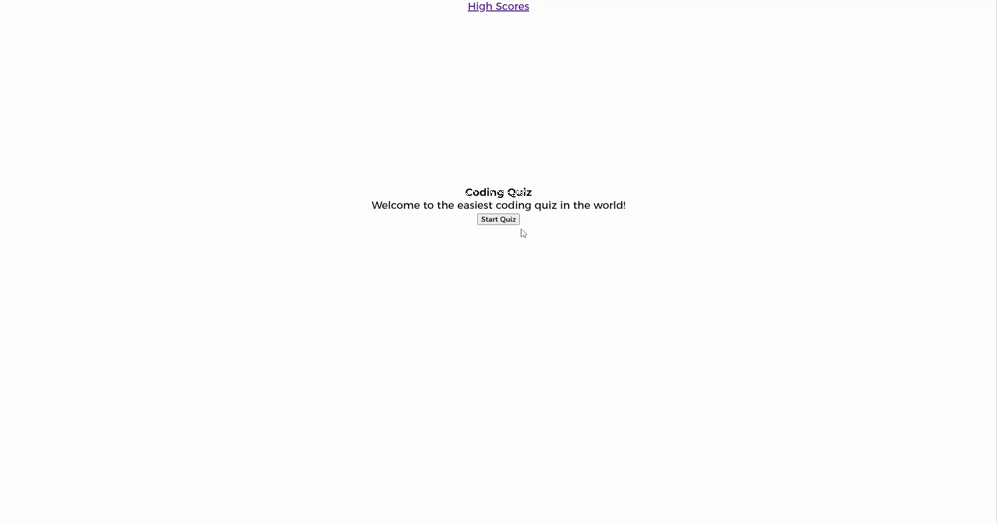 High Scores
Coding Quiz
Welcome to the easiest coding quiz in the world!
Start Quiz